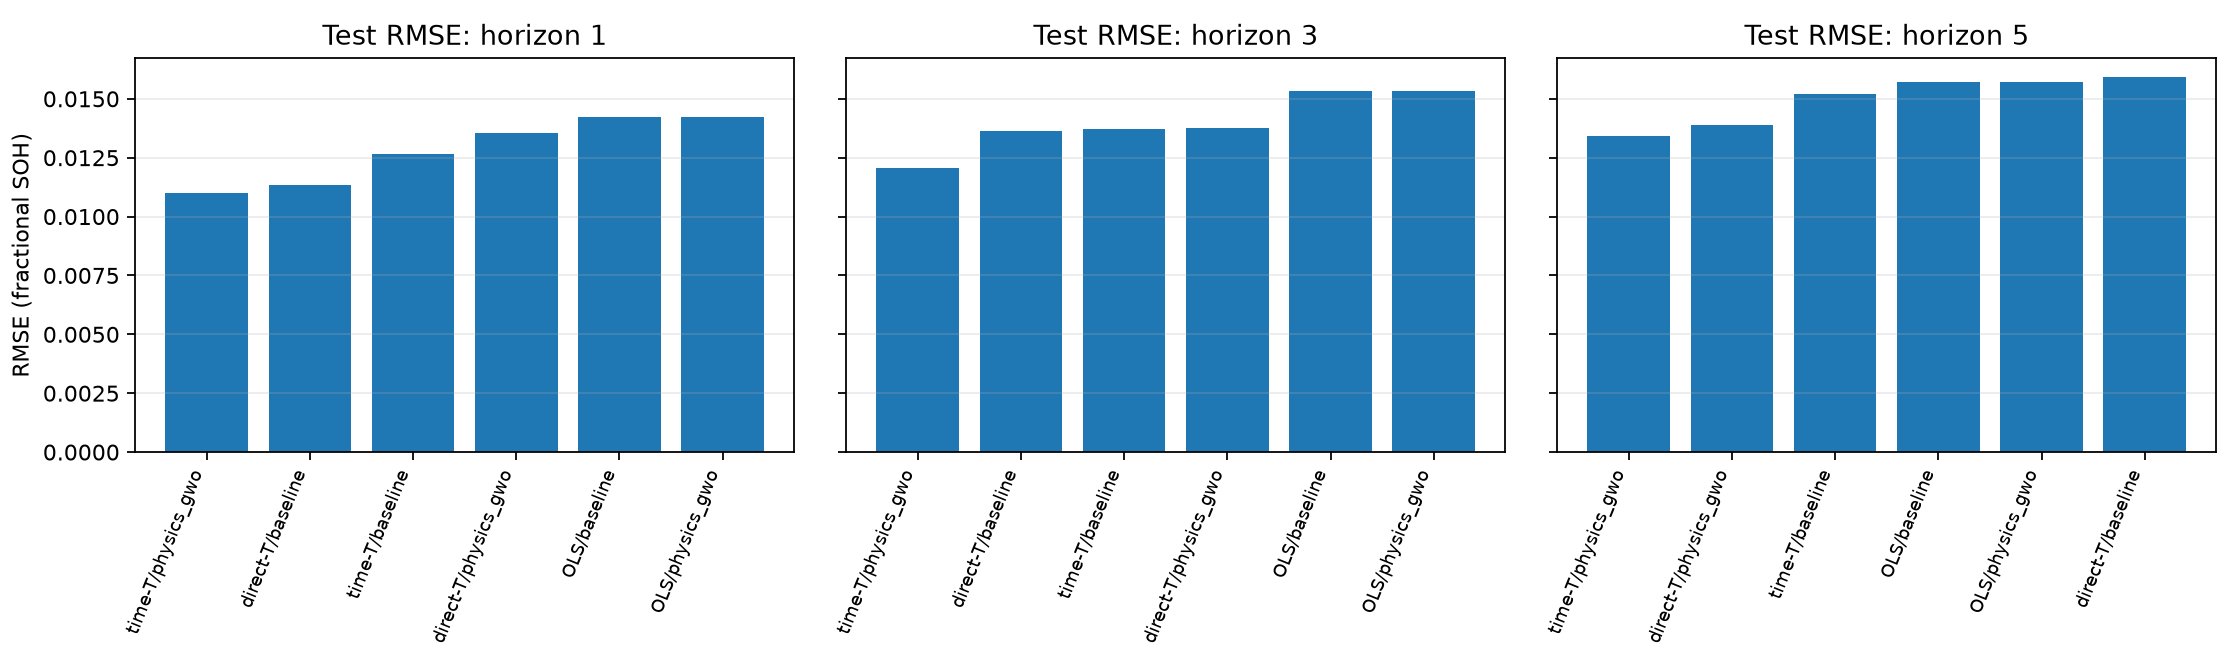 Test RMSE: horizon 1
RMSE (fractional SOH)
0.0150
0.0125
0.0100
0.0075
0.0050
0.0025
0.0000
time-T/physics_gwo
direct-T/baseline
time-T/baseline
direct-T/physics_gwo
OLS/baseline
OLS/physics_gwo
Test RMSE: horizon 3
time-T/physics_gwo
direct-T/baseline
time-T/baseline
direct-T/physics_gwo
OLS/baseline
OLS/physics_gwo
Test RMSE: horizon 5
time-T/physics_gwo
direct-T/physics_gwo
time-T/baseline
OLS/baseline
OLS/physics_gwo
direct-T/baseline